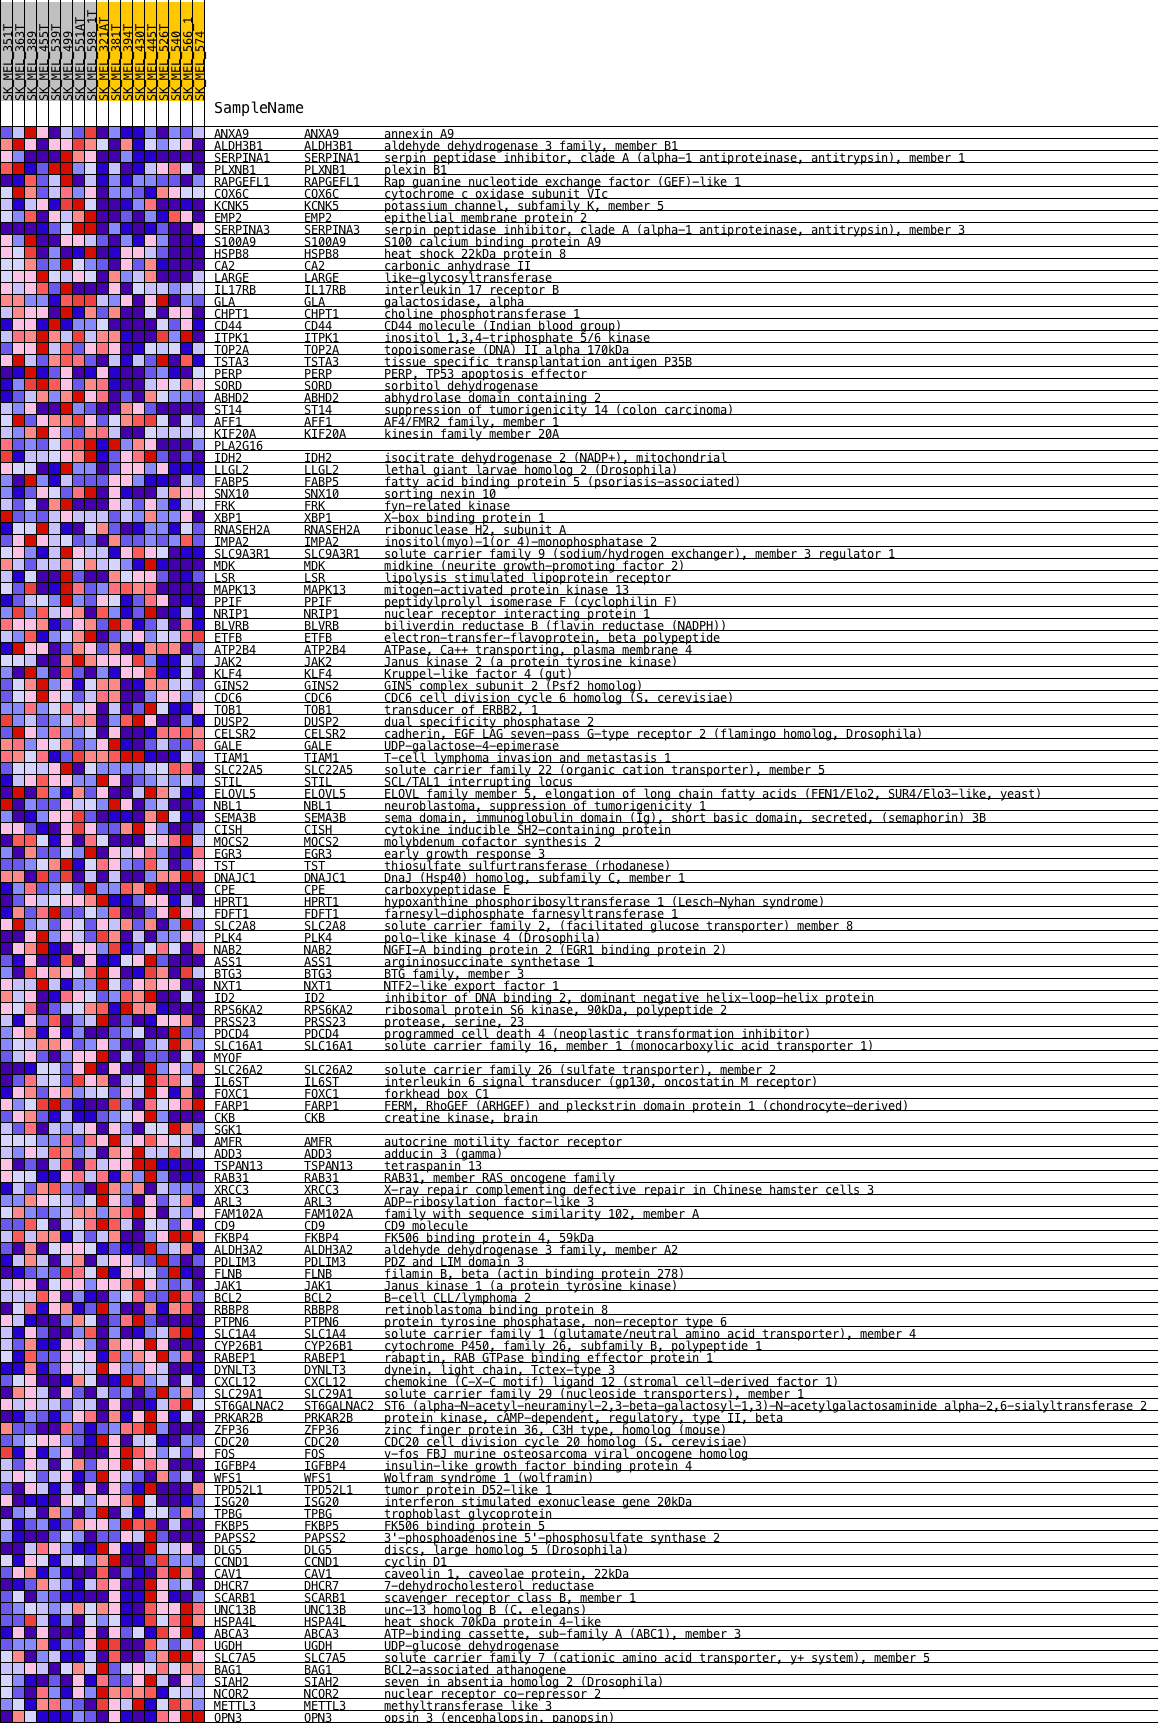 SK_MEL_351T
SK_MEL_363T
SK_MEL_389
SK_MEL_455T
SK_MEL_539T
SK_MEL_499
SK_MEL_551AT
SK_MEL_598_1T
SK_MEL_321AT
SK_MEL_381T
SK_MEL_394T
SK_MEL_430T
SK_MEL_445T
SK_MEL_526T
SK_MEL_540
SK_MEL_566_1
SK_MEL_574
SampleName
ANXA9 ANXA9 annexin A9
ALDH3B1 ALDH3B1 aldehyde dehydrogenase 3 family, member B1
SERPINA1 SERPINA1 serpin peptidase inhibitor, clade A (alpha-1 antiproteinase, antitrypsin), member 1
PLXNB1 PLXNB1 plexin B1
RAPGEFL1 RAPGEFL1 Rap guanine nucleotide exchange factor (GEF)-like 1
COX6C COX6C cytochrome c oxidase subunit VIc
KCNK5 KCNK5 potassium channel, subfamily K, member 5
EMP2 EMP2 epithelial membrane protein 2
SERPINA3 SERPINA3 serpin peptidase inhibitor, clade A (alpha-1 antiproteinase, antitrypsin), member 3
S100A9 S100A9 S100 calcium binding protein A9
HSPB8 HSPB8 heat shock 22kDa protein 8
CA2 CA2 carbonic anhydrase II
LARGE LARGE like-glycosyltransferase
IL17RB IL17RB interleukin 17 receptor B
GLA GLA galactosidase, alpha
CHPT1 CHPT1 choline phosphotransferase 1
CD44 CD44 CD44 molecule (Indian blood group)
ITPK1 ITPK1 inositol 1,3,4-triphosphate 5/6 kinase
TOP2A TOP2A topoisomerase (DNA) II alpha 170kDa
TSTA3 TSTA3 tissue specific transplantation antigen P35B
PERP PERP PERP, TP53 apoptosis effector
SORD SORD sorbitol dehydrogenase
ABHD2 ABHD2 abhydrolase domain containing 2
ST14 ST14 suppression of tumorigenicity 14 (colon carcinoma)
AFF1 AFF1 AF4/FMR2 family, member 1
KIF20A KIF20A kinesin family member 20A
PLA2G16
IDH2 IDH2 isocitrate dehydrogenase 2 (NADP+), mitochondrial
LLGL2 LLGL2 lethal giant larvae homolog 2 (Drosophila)
FABP5 FABP5 fatty acid binding protein 5 (psoriasis-associated)
SNX10 SNX10 sorting nexin 10
FRK FRK fyn-related kinase
XBP1 XBP1 X-box binding protein 1
RNASEH2A RNASEH2A ribonuclease H2, subunit A
IMPA2 IMPA2 inositol(myo)-1(or 4)-monophosphatase 2
SLC9A3R1 SLC9A3R1 solute carrier family 9 (sodium/hydrogen exchanger), member 3 regulator 1
MDK MDK midkine (neurite growth-promoting factor 2)
LSR LSR lipolysis stimulated lipoprotein receptor
MAPK13 MAPK13 mitogen-activated protein kinase 13
PPIF PPIF peptidylprolyl isomerase F (cyclophilin F)
NRIP1 NRIP1 nuclear receptor interacting protein 1
BLVRB BLVRB biliverdin reductase B (flavin reductase (NADPH))
ETFB ETFB electron-transfer-flavoprotein, beta polypeptide
ATP2B4 ATP2B4 ATPase, Ca++ transporting, plasma membrane 4
JAK2 JAK2 Janus kinase 2 (a protein tyrosine kinase)
KLF4 KLF4 Kruppel-like factor 4 (gut)
GINS2 GINS2 GINS complex subunit 2 (Psf2 homolog)
CDC6 CDC6 CDC6 cell division cycle 6 homolog (S. cerevisiae)
TOB1 TOB1 transducer of ERBB2, 1
DUSP2 DUSP2 dual specificity phosphatase 2
CELSR2 CELSR2 cadherin, EGF LAG seven-pass G-type receptor 2 (flamingo homolog, Drosophila)
GALE GALE UDP-galactose-4-epimerase
TIAM1 TIAM1 T-cell lymphoma invasion and metastasis 1
SLC22A5 SLC22A5 solute carrier family 22 (organic cation transporter), member 5
STIL STIL SCL/TAL1 interrupting locus
ELOVL5 ELOVL5 ELOVL family member 5, elongation of long chain fatty acids (FEN1/Elo2, SUR4/Elo3-like, yeast)
NBL1 NBL1 neuroblastoma, suppression of tumorigenicity 1
SEMA3B SEMA3B sema domain, immunoglobulin domain (Ig), short basic domain, secreted, (semaphorin) 3B
CISH CISH cytokine inducible SH2-containing protein
MOCS2 MOCS2 molybdenum cofactor synthesis 2
EGR3 EGR3 early growth response 3
TST TST thiosulfate sulfurtransferase (rhodanese)
DNAJC1 DNAJC1 DnaJ (Hsp40) homolog, subfamily C, member 1
CPE CPE carboxypeptidase E
HPRT1 HPRT1 hypoxanthine phosphoribosyltransferase 1 (Lesch-Nyhan syndrome)
FDFT1 FDFT1 farnesyl-diphosphate farnesyltransferase 1
SLC2A8 SLC2A8 solute carrier family 2, (facilitated glucose transporter) member 8
PLK4 PLK4 polo-like kinase 4 (Drosophila)
NAB2 NAB2 NGFI-A binding protein 2 (EGR1 binding protein 2)
ASS1 ASS1 argininosuccinate synthetase 1
BTG3 BTG3 BTG family, member 3
NXT1 NXT1 NTF2-like export factor 1
ID2 ID2 inhibitor of DNA binding 2, dominant negative helix-loop-helix protein
RPS6KA2 RPS6KA2 ribosomal protein S6 kinase, 90kDa, polypeptide 2
PRSS23 PRSS23 protease, serine, 23
PDCD4 PDCD4 programmed cell death 4 (neoplastic transformation inhibitor)
SLC16A1 SLC16A1 solute carrier family 16, member 1 (monocarboxylic acid transporter 1)
MYOF
SLC26A2 SLC26A2 solute carrier family 26 (sulfate transporter), member 2
IL6ST IL6ST interleukin 6 signal transducer (gp130, oncostatin M receptor)
FOXC1 FOXC1 forkhead box C1
FARP1 FARP1 FERM, RhoGEF (ARHGEF) and pleckstrin domain protein 1 (chondrocyte-derived)
CKB CKB creatine kinase, brain
SGK1
AMFR AMFR autocrine motility factor receptor
ADD3 ADD3 adducin 3 (gamma)
TSPAN13 TSPAN13 tetraspanin 13
RAB31 RAB31 RAB31, member RAS oncogene family
XRCC3 XRCC3 X-ray repair complementing defective repair in Chinese hamster cells 3
ARL3 ARL3 ADP-ribosylation factor-like 3
FAM102A FAM102A family with sequence similarity 102, member A
CD9 CD9 CD9 molecule
FKBP4 FKBP4 FK506 binding protein 4, 59kDa
ALDH3A2 ALDH3A2 aldehyde dehydrogenase 3 family, member A2
PDLIM3 PDLIM3 PDZ and LIM domain 3
FLNB FLNB filamin B, beta (actin binding protein 278)
JAK1 JAK1 Janus kinase 1 (a protein tyrosine kinase)
BCL2 BCL2 B-cell CLL/lymphoma 2
RBBP8 RBBP8 retinoblastoma binding protein 8
PTPN6 PTPN6 protein tyrosine phosphatase, non-receptor type 6
SLC1A4 SLC1A4 solute carrier family 1 (glutamate/neutral amino acid transporter), member 4
CYP26B1 CYP26B1 cytochrome P450, family 26, subfamily B, polypeptide 1
RABEP1 RABEP1 rabaptin, RAB GTPase binding effector protein 1
DYNLT3 DYNLT3 dynein, light chain, Tctex-type 3
CXCL12 CXCL12 chemokine (C-X-C motif) ligand 12 (stromal cell-derived factor 1)
SLC29A1 SLC29A1 solute carrier family 29 (nucleoside transporters), member 1
ST6GALNAC2 ST6GALNAC2 ST6 (alpha-N-acetyl-neuraminyl-2,3-beta-galactosyl-1,3)-N-acetylgalactosaminide alpha-2,6-sialyltransferase 2
PRKAR2B PRKAR2B protein kinase, cAMP-dependent, regulatory, type II, beta
ZFP36 ZFP36 zinc finger protein 36, C3H type, homolog (mouse)
CDC20 CDC20 CDC20 cell division cycle 20 homolog (S. cerevisiae)
FOS FOS v-fos FBJ murine osteosarcoma viral oncogene homolog
IGFBP4 IGFBP4 insulin-like growth factor binding protein 4
WFS1 WFS1 Wolfram syndrome 1 (wolframin)
TPD52L1 TPD52L1 tumor protein D52-like 1
ISG20 ISG20 interferon stimulated exonuclease gene 20kDa
TPBG TPBG trophoblast glycoprotein
FKBP5 FKBP5 FK506 binding protein 5
PAPSS2 PAPSS2 3'-phosphoadenosine 5'-phosphosulfate synthase 2
DLG5 DLG5 discs, large homolog 5 (Drosophila)
CCND1 CCND1 cyclin D1
CAV1 CAV1 caveolin 1, caveolae protein, 22kDa
DHCR7 DHCR7 7-dehydrocholesterol reductase
SCARB1 SCARB1 scavenger receptor class B, member 1
UNC13B UNC13B unc-13 homolog B (C. elegans)
HSPA4L HSPA4L heat shock 70kDa protein 4-like
ABCA3 ABCA3 ATP-binding cassette, sub-family A (ABC1), member 3
UGDH UGDH UDP-glucose dehydrogenase
SLC7A5 SLC7A5 solute carrier family 7 (cationic amino acid transporter, y+ system), member 5
BAG1 BAG1 BCL2-associated athanogene
SIAH2 SIAH2 seven in absentia homolog 2 (Drosophila)
NCOR2 NCOR2 nuclear receptor co-repressor 2
METTL3 METTL3 methyltransferase like 3
OPN3 OPN3 opsin 3 (encephalopsin, panopsin)